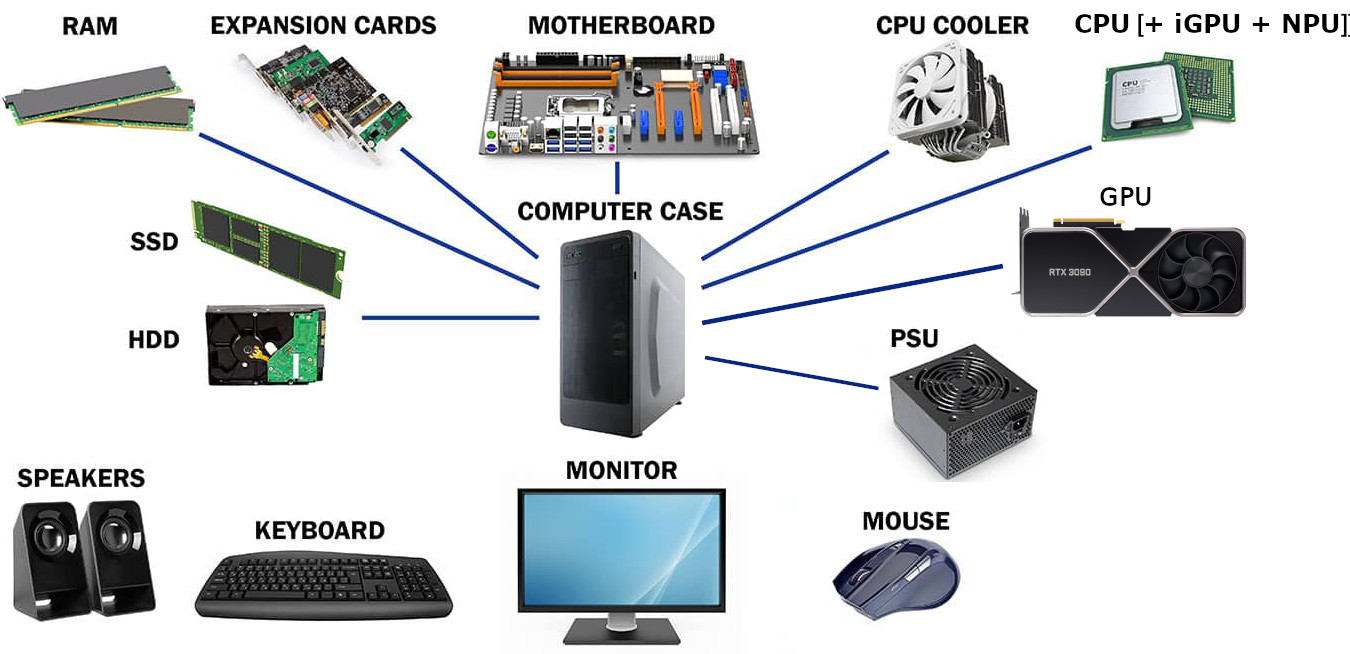 RAM
EXPANSION CARDS
MOTHERBOARD
CPU COOLER
CPU [+ iGPU + NPU]]
CPU
GPU
COMPUTER CASE
SSD
RTX 3090
HDD
PSU
SPEAKERS
MONITOR
KEYBOARD
MOUSE